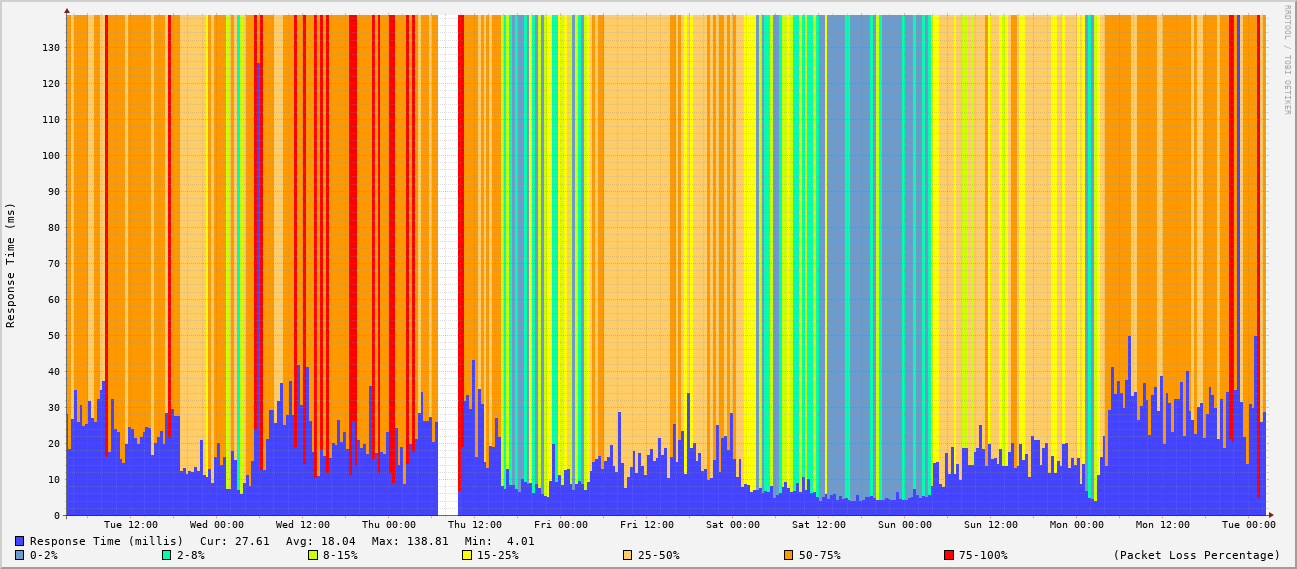 RRDTOOL / TOBI OETIKER
Response Time (ms)
130
120
110
100
90
80
70
60
50
40
30
20
10
0
Tue 12:00 Wed 00:00 Wed 12:00 Thu 00:00 Thu 12:00 Fri 00:00 Fri 12:00 Sat 00:00 Sat 12:00 Sun 00:00 Sun 12:00 Mon 00:00 Mon 12:00 Tue 00:00
Response Time (millis) Cur: 27.61 Avg: 18.04 Max: 138.81 Min: 4.01
0-2% 2-8% 8-15% 15-25% 25-50% 50-75% 75-100% (Packet Loss Percentage)